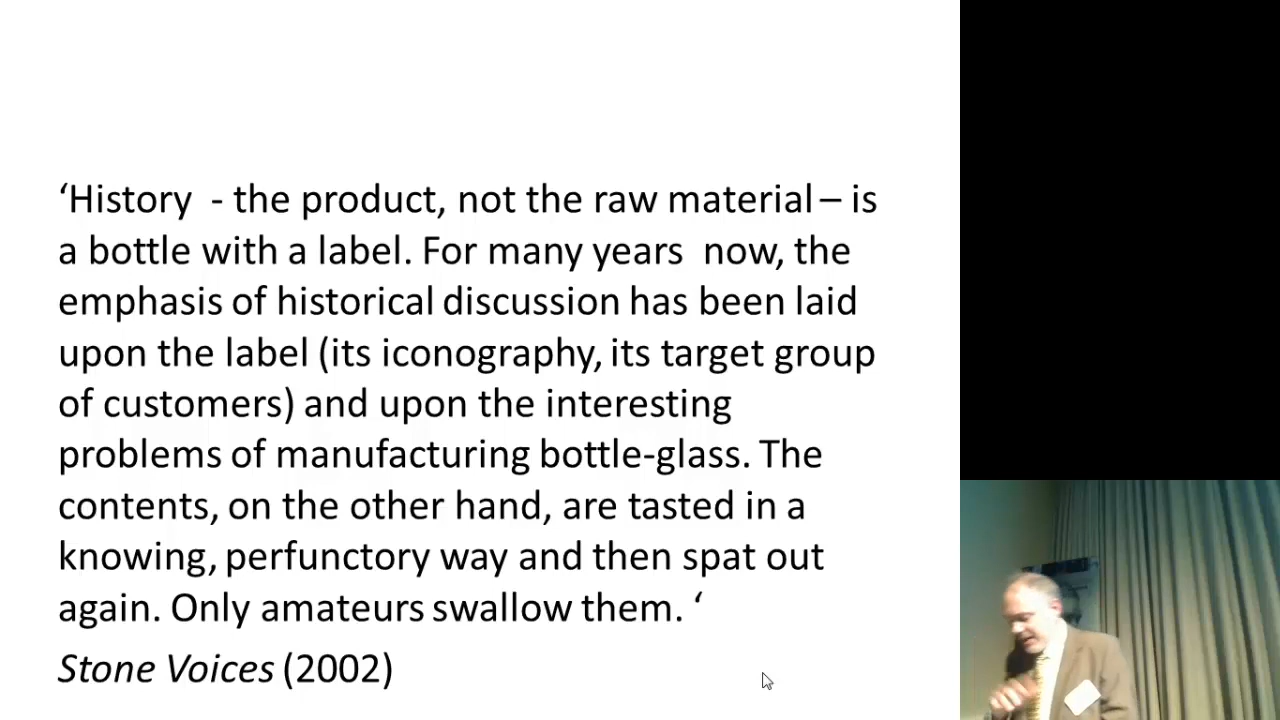 ‘History  - the product, not the raw material – is
a bottle with a label. For many years  now, the
emphasis of historical discussion has been laid
upon the label (its iconography, its target group
of customers) and upon the interesting
problems of manufacturing bottle-glass. The
contents, on the other hand, are tasted in a
knowing, perfunctory way and then spat out
again. Only amateurs swallow them. ‘
Stone Voices (2002)